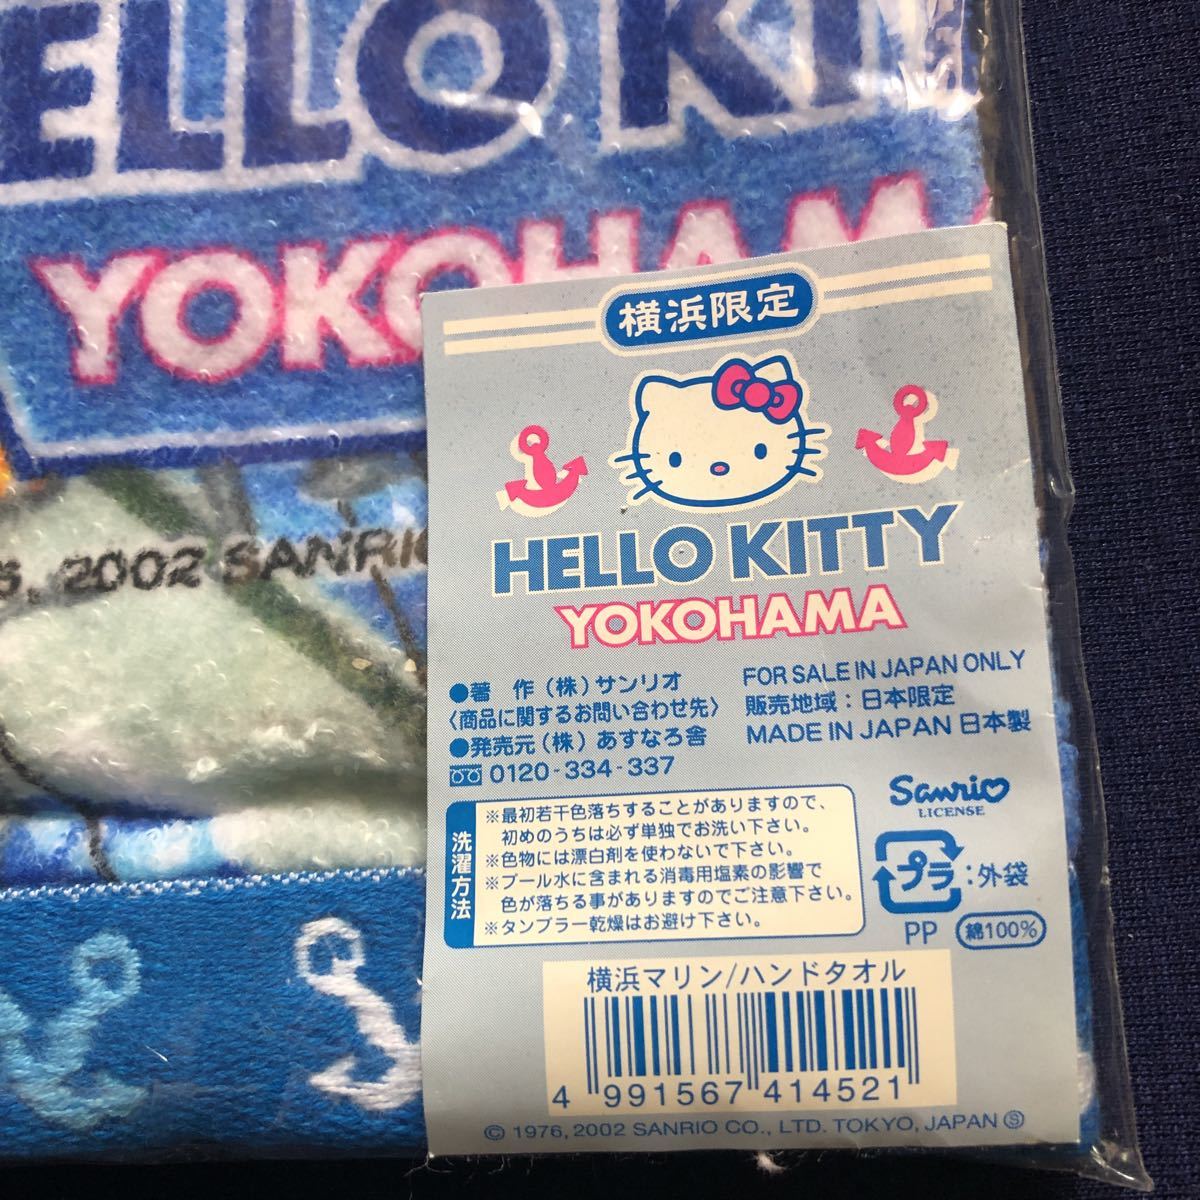 ELLO KI
YOKOHAMA
, 2002 SANRIO
横浜限定
HELLO KITTY
YOKOHAMA
●著 作(株)サンリオ
〈商品に関するお問い合わせ先〉
●発売元(株)あすなろ舎
0120-334-337
FOR SALE IN JAPAN ONLY
販売地域:日本限定
MADE IN JAPAN 日本製
洗濯方法
※最初若干色落ちすることがありますので、
初めのうちは必ず単独でお洗い下さい。
※色物には漂白剤を使わないで下さい。
※プール水に含まれる消毒用塩素の影響で
色が落ちる事がありますのでご注意下さい。
※タンブラー乾燥はお避け下さい。
Sanrio
LICENSE
プラ:外袋
PP 綿100%
横浜マリン/ハンドタオル
4 991567 414521
© 1976, 2002 SANRIO CO., LTD. TOKYO, JAPAN Ⓢ